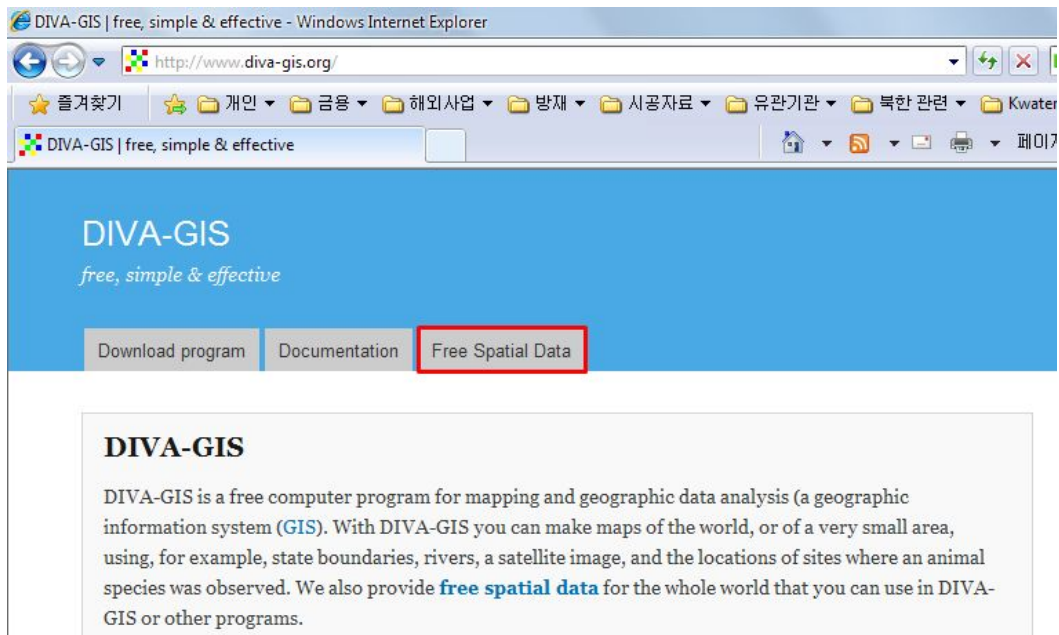 DIVA-GIS | free, simple & effective - Windows Internet Explorer
http://www.diva-gis.org/
즐겨찾기 개인 금융 해외사업 방재 시공자료 유관기관 북한 관련 Kwater
DIVA-GIS | free, simple & effective
DIVA-GIS
free, simple & effective
Download program Documentation Free Spatial Data
DIVA-GIS
DIVA-GIS is a free computer program for mapping and geographic data analysis (a geographic
information system (GIS). With DIVA-GIS you can make maps of the world, or of a very small area,
using, for example, state boundaries, rivers, a satellite image, and the locations of sites where an animal
species was observed. We also provide free spatial data for the whole world that you can use in DIVA-
GIS or other programs.